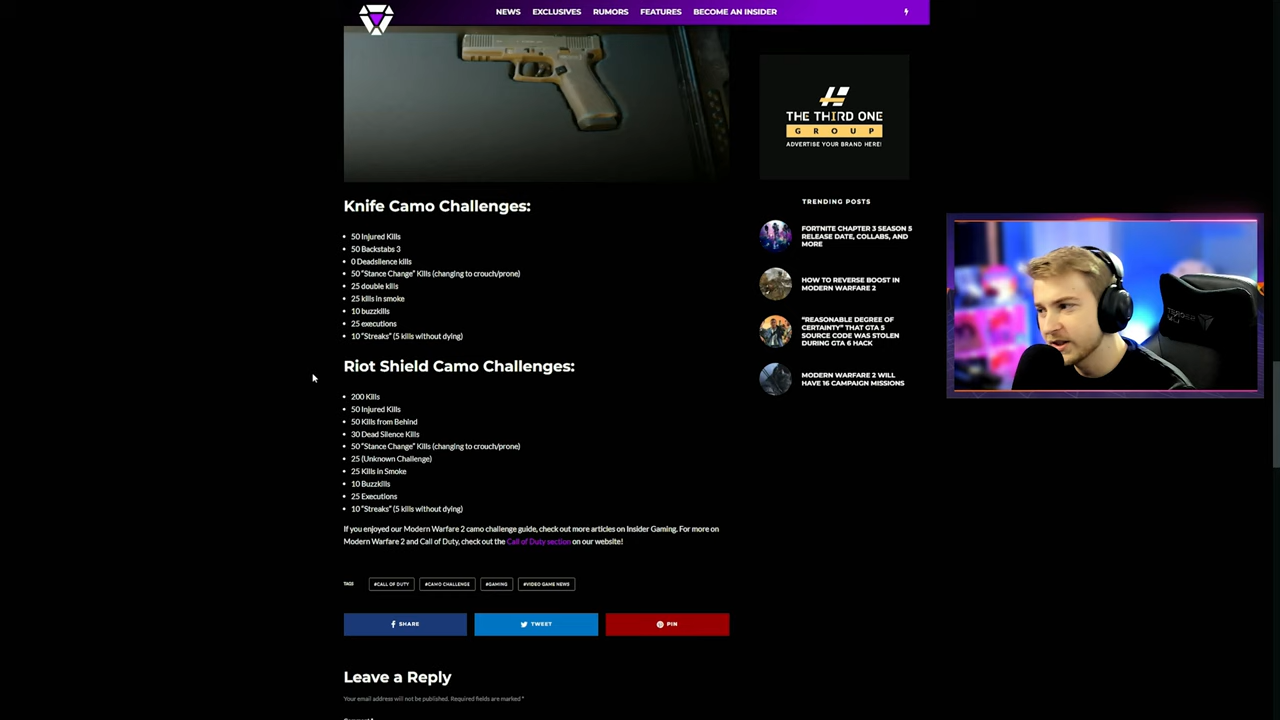 NEWS EXCLUSIVES RUMORS FEATURES BECOME AN INSIDER
THE THIRD ONE
GROUP
ADVERTISE YOUR BRAND HERE!
Knife Camo Challenges:
50 Injured Kills
50 Backstabs 3
0 Deadsilence kills
50 "Stance Change" Kills (changing to crouch/prone)
25 double kills
25 kills in smoke
10 buzzkills
25 executions
10 "Streaks" (5 kills without dying)
Riot Shield Camo Challenges:
200 Kills
50 Injured Kills
50 Kills from Behind
30 Dead Silence Kills
50 "Stance Change" Kills (changing to crouch/prone)
25 (Unknown Challenge)
25 Kills in Smoke
10 Buzzkills
25 Executions
10 "Streaks" (5 kills without dying)
If you enjoyed our Modern Warfare 2 camo challenge guide, check out more articles on Insider Gaming. For more on
Modern Warfare 2 and Call of Duty, check out the Call of Duty section on our website!
TAGS #CALL OF DUTY #CAMO CHALLENGE #GAMING #VIDEO GAME NEWS
SHARE TWEET PIN
Leave a Reply
Your email address will not be published. Required fields are marked *
TRENDING POSTS
FORTNITE CHAPTER 3 SEASON 5
RELEASE DATE, COLLABS, AND
MORE
HOW TO REVERSE BOOST IN
MODERN WARFARE 2
"REASONABLE DEGREE OF
CERTAINTY" THAT GTA 5
SOURCE CODE WAS STOLEN
DURING GTA 6 HACK
MODERN WARFARE 2 WILL
HAVE 16 CAMPAIGN MISSIONS